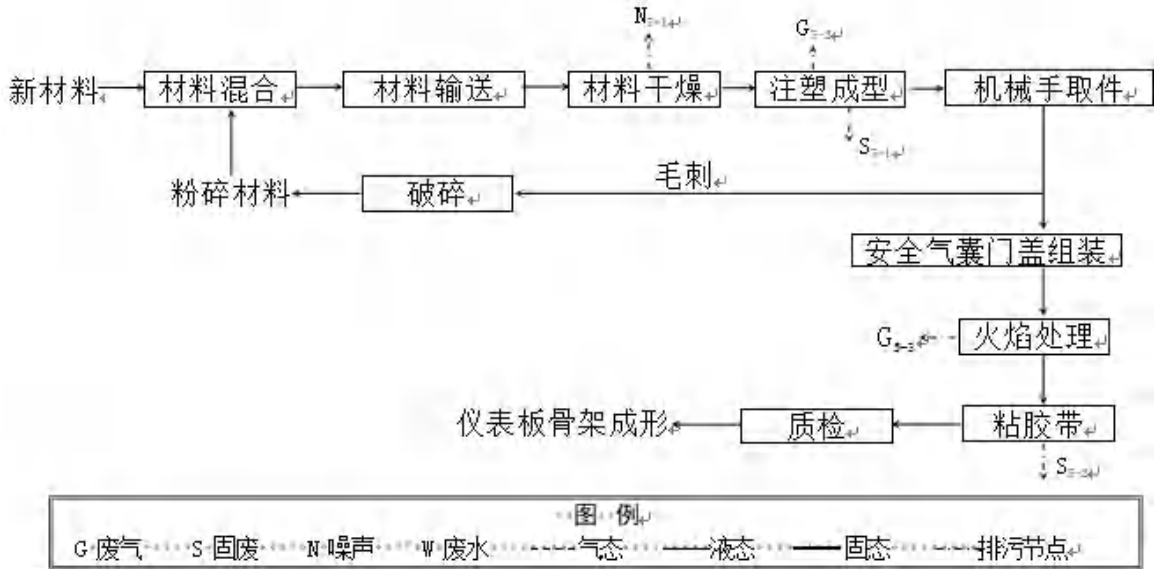 N
G
新材料 材料混合 材料输送 材料干燥 注塑成型 机械手取件
S
毛刺
粉碎材料 破碎
安全气囊门盖组装
G 火焰处理
仪表板骨架成形 质检 粘胶带
S
图 例
G 废气 S 固废 N 噪声 W 废水 气态 液态 固态 排污节点